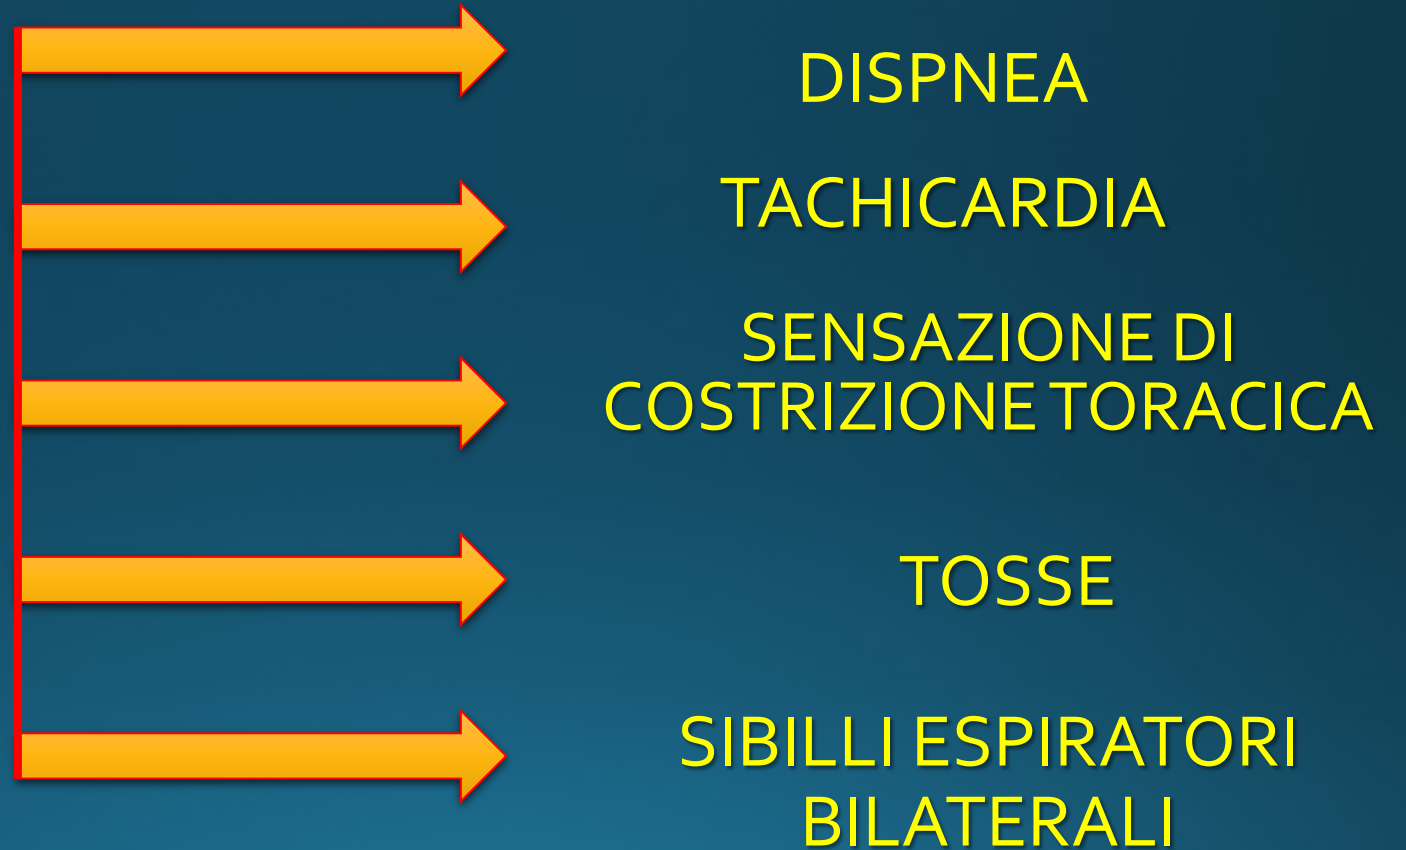 DISPNEA
TACHICARDIA
SENSAZIONE DI
COSTRIZIONE TORACICA
TOSSE
SIBILLI ESPIRATORI
BILATERALI